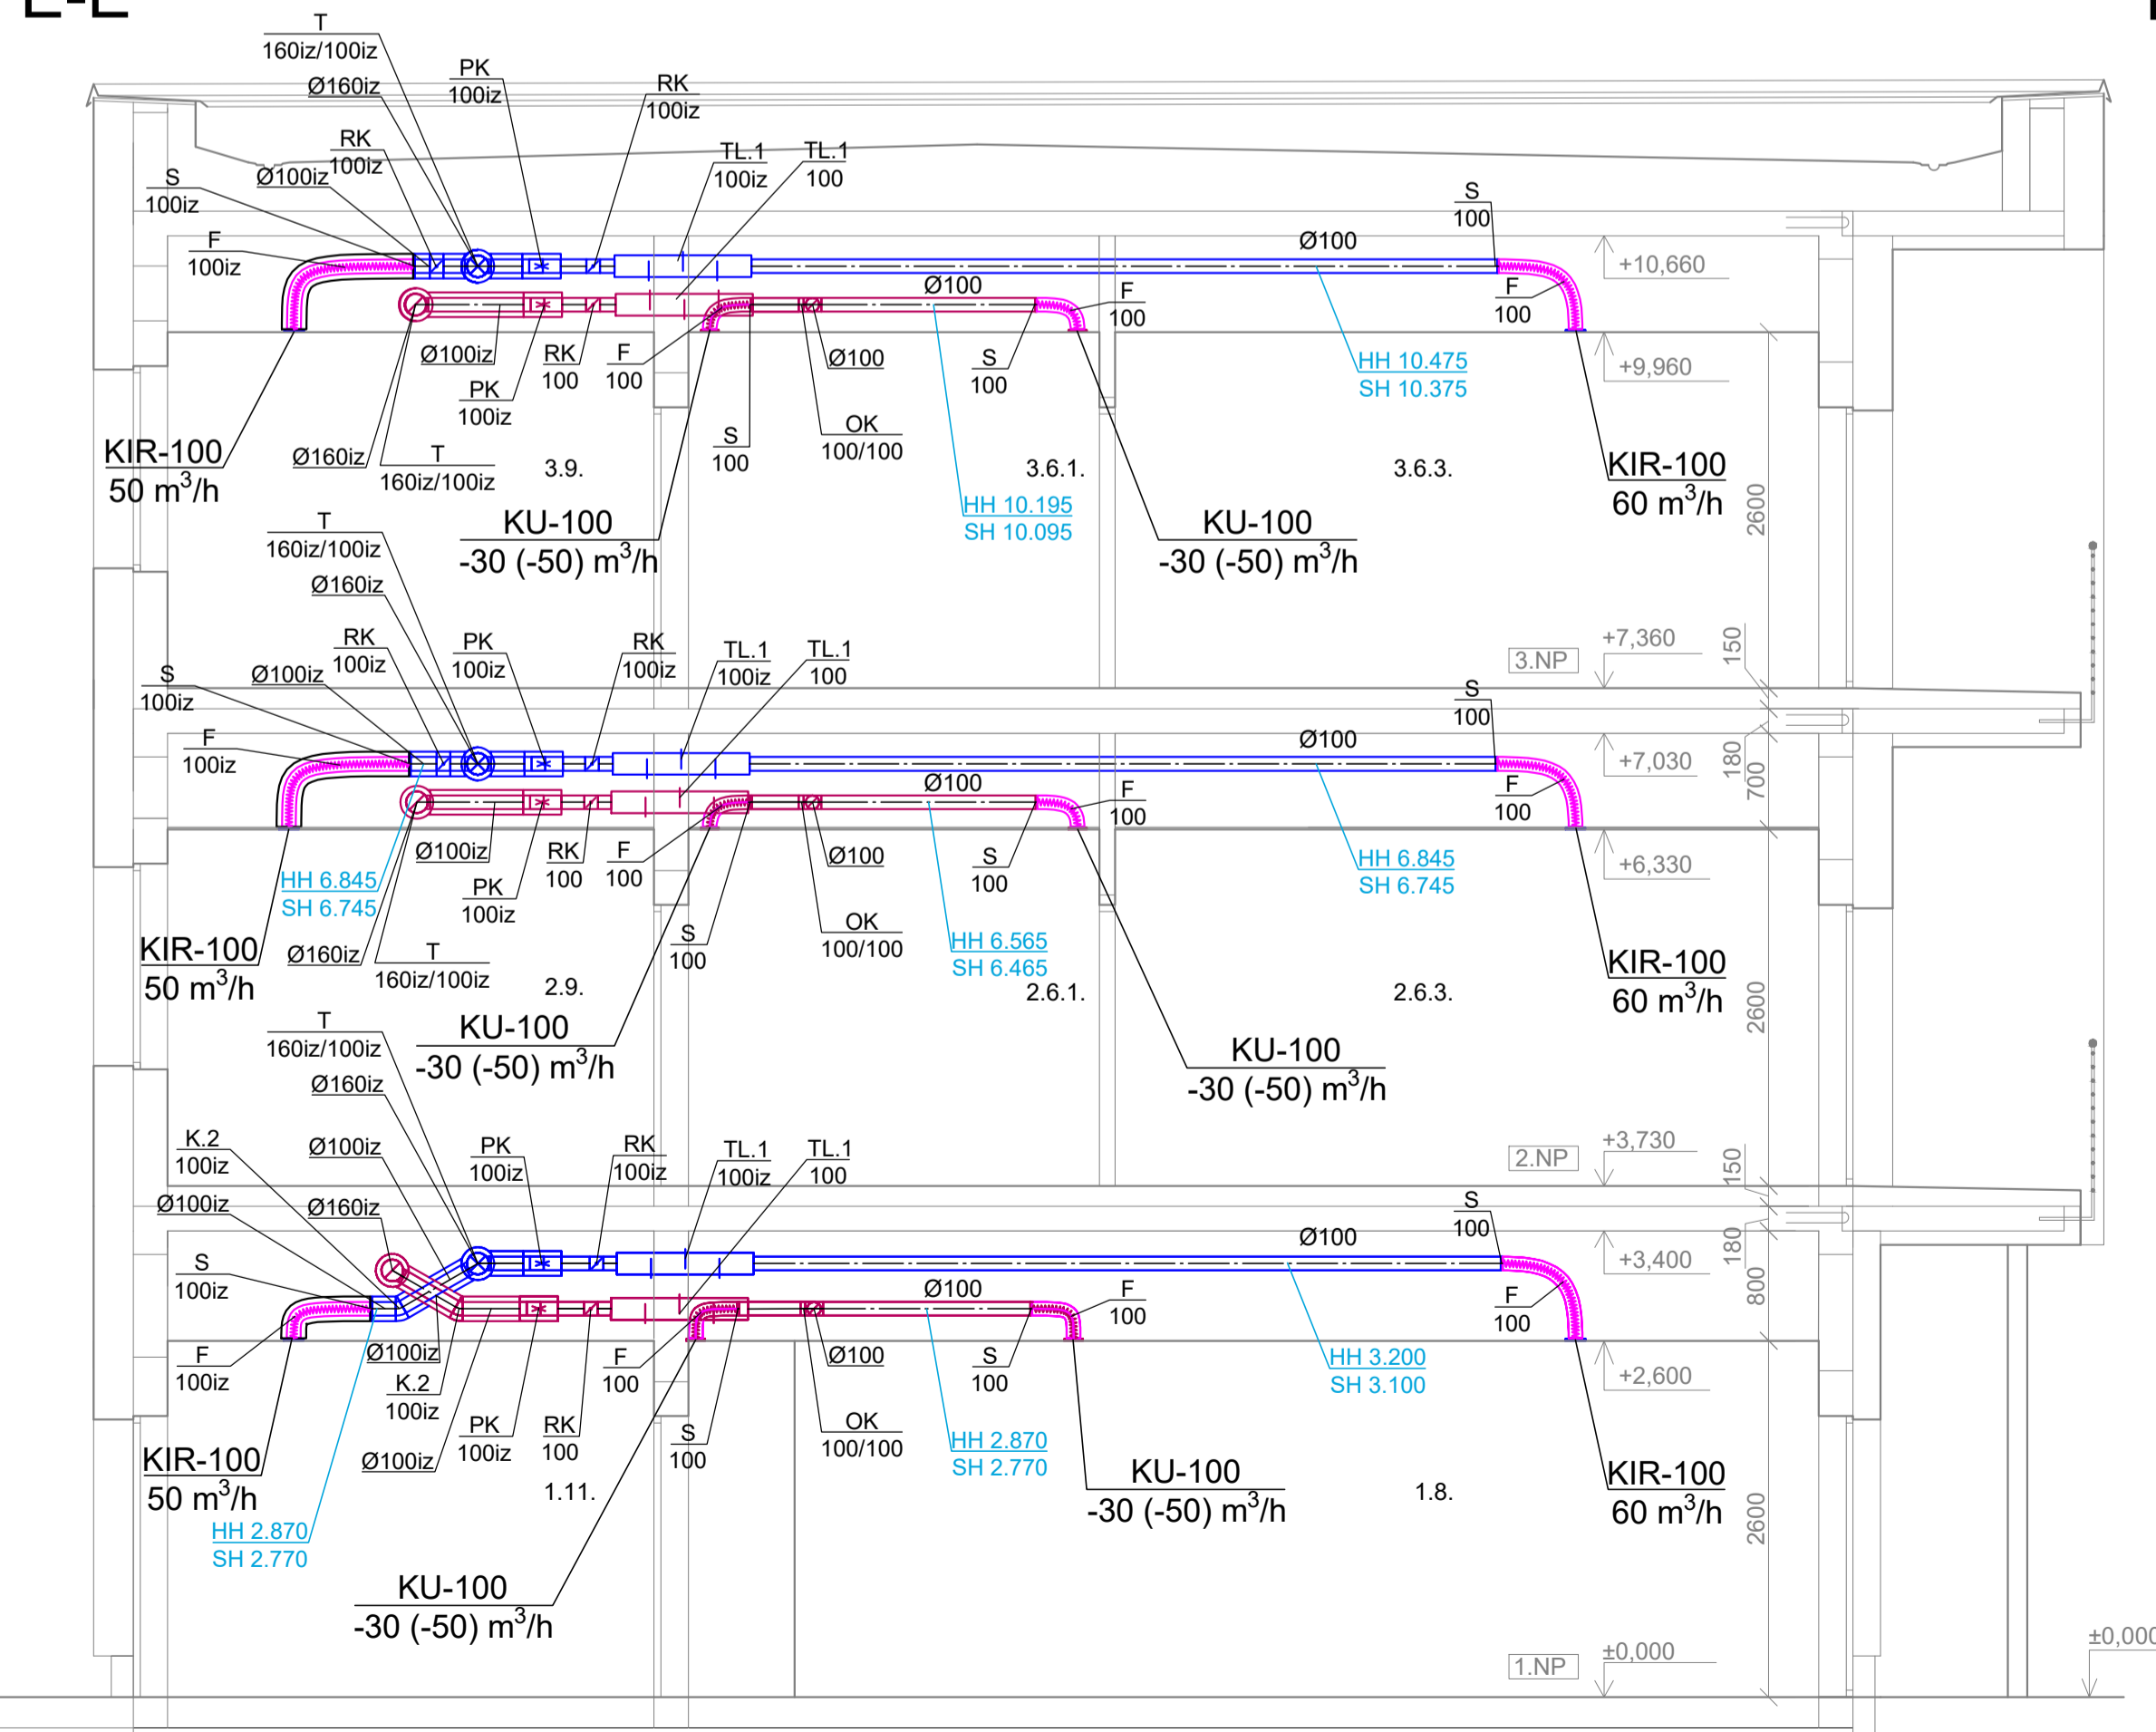 E-E
T
160iz/100iz
Ø160iz
PK
100iz
RK
100iz
RK
100iz
Ø100iz
S
100iz
F
100iz
TL.1
100iz
TL.1
100
S
100
Ø100
+10,660
Ø100
F
100
F
100
Ø100iz
RK
100
F
100
Ø100
S
100
HH 10.475
SH 10.375
+9,960
PK
100iz
KIR-100
50 m³/h
Ø160iz
T
160iz/100iz
3.9.
S
100
OK
100/100
3.6.1.
3.6.3.
KIR-100
60 m³/h
2600
HH 10.195
SH 10.095
KU-100
-30 (-50) m³/h
KU-100
-30 (-50) m³/h
T
160iz/100iz
Ø160iz
RK
100iz
PK
100iz
RK
100iz
TL.1
100iz
TL.1
100
Ø100iz
S
100iz
F
100iz
3.NP
+7,360
150
S
100
Ø100
+7,030
180
700
Ø100
F
100
F
100
Ø100iz
RK
100
F
100
Ø100
S
100
HH 6.845
SH 6.745
+6,330
HH 6.845
SH 6.745
PK
100iz
KIR-100
50 m³/h
Ø160iz
T
160iz/100iz
2.9.
S
100
OK
100/100
HH 6.565
SH 6.465
2.6.1.
2.6.3.
KIR-100
60 m³/h
2600
KU-100
-30 (-50) m³/h
KU-100
-30 (-50) m³/h
T
160iz/100iz
Ø160iz
K.2
100iz
Ø100iz
PK
100iz
RK
100iz
TL.1
100iz
TL.1
100
Ø100iz
Ø160iz
2.NP
+3,730
150
S
100
Ø100
+3,400
180
800
S
100iz
Ø100
F
100
F
100
F
100iz
Ø100iz
K.2
100iz
F
100
Ø100
S
100
HH 3.200
SH 3.100
+2,600
PK
100iz
RK
100
S
100
OK
100/100
HH 2.870
SH 2.770
Ø100iz
KIR-100
50 m³/h
1.11.
KU-100
-30 (-50) m³/h
1.8.
KIR-100
60 m³/h
2600
HH 2.870
SH 2.770
KU-100
-30 (-50) m³/h
1.NP
±0,000
±0,000